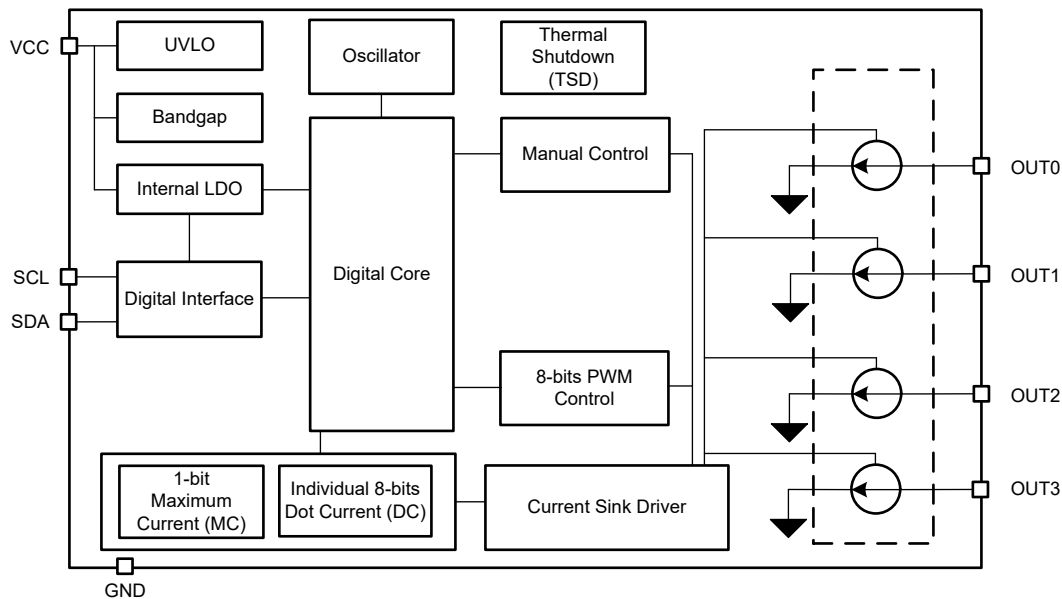 VCC
UVLO
Oscillator
Thermal
Shutdown
(TSD)
Bandgap
Internal LDO
Manual Control
OUT0
SCL
SDA
Digital Interface
Digital Core
OUT1
8-bits PWM
Control
OUT2
1-bit
Maximum
Current (MC)
Individual 8-bits
Dot Current (DC)
Current Sink Driver
OUT3
GND